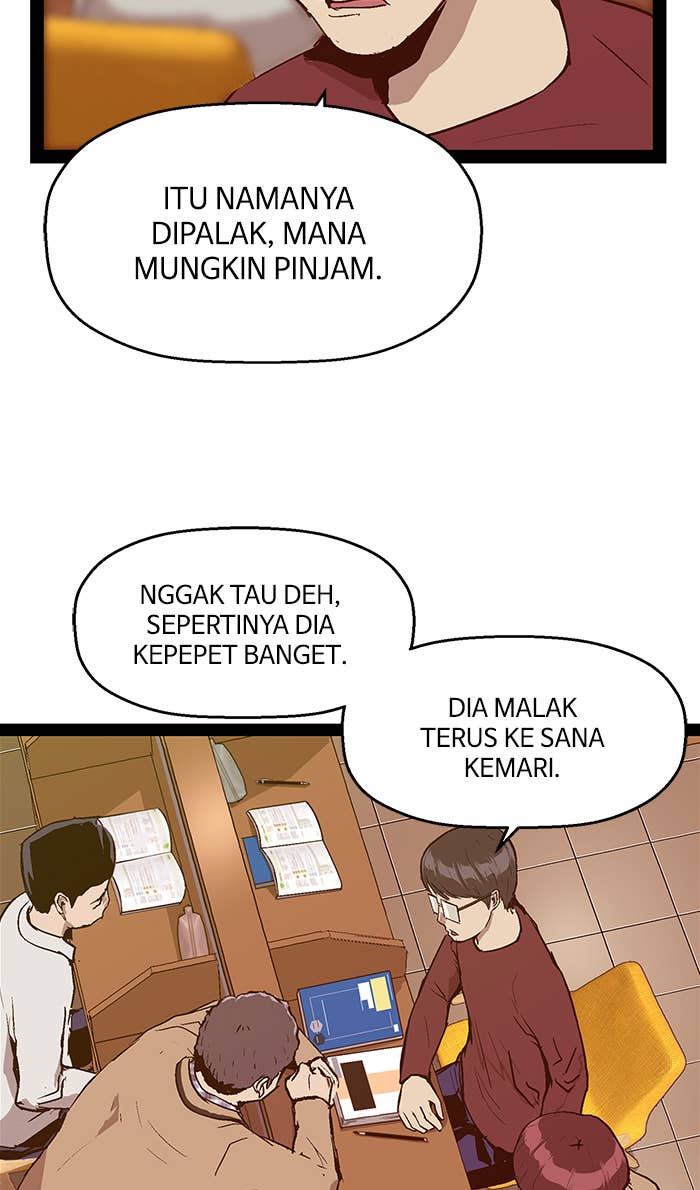 ITU NAMANYA
DIPALAK, MANA
MUNGKIN PINJAM.
NGGAK TAU DEH,
SEPERTINYA DIA
KEPEPET BANGET.
DIA MALAK
TERUS KE SANA
KEMARI.